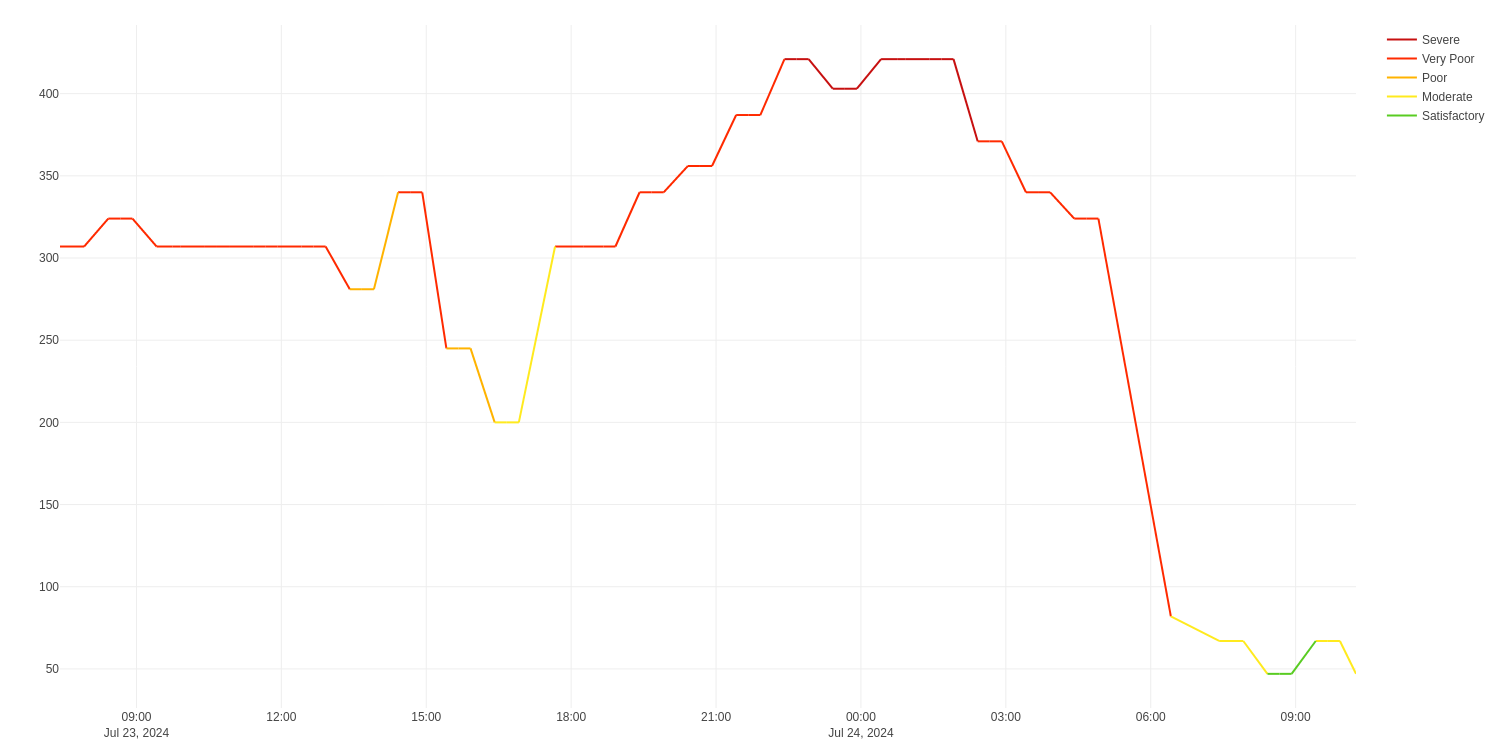 400
350
300
250
200
150
100
50
09:00
Jul 23, 2024
12:00
15:00
18:00
21:00
00:00
Jul 24, 2024
03:00
06:00
09:00
Severe
Very Poor
Poor
Moderate
Satisfactory